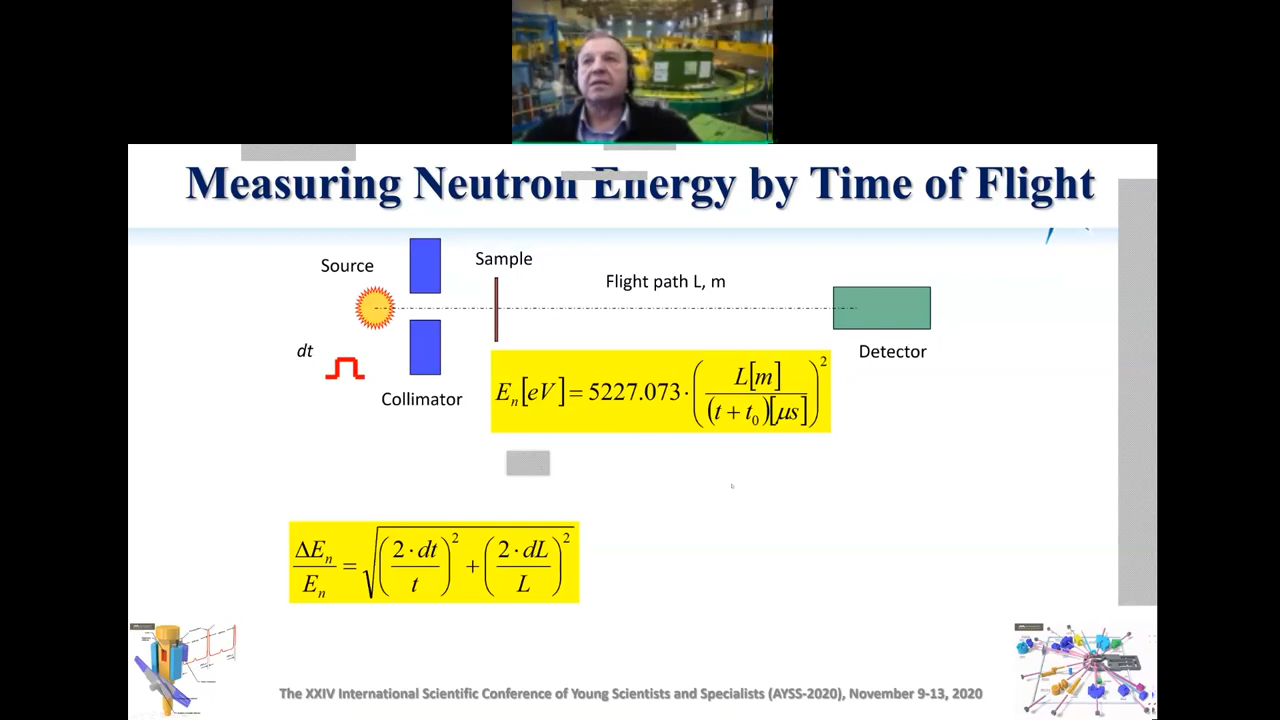 Measuring Neutron Energy by Time of Flight
Source
Sample
Flight path L, m
dt
Detector
Collimator
E_n[eV] = 5227.073 · (L[m] / (t + t_0)[μs])^2
ΔE_n / E_n = √((2 · dt / t)^2 + (2 · dL / L)^2)
The XXIV International Scientific Conference of Young Scientists and Specialists (AYSS-2020), November 9-13, 2020